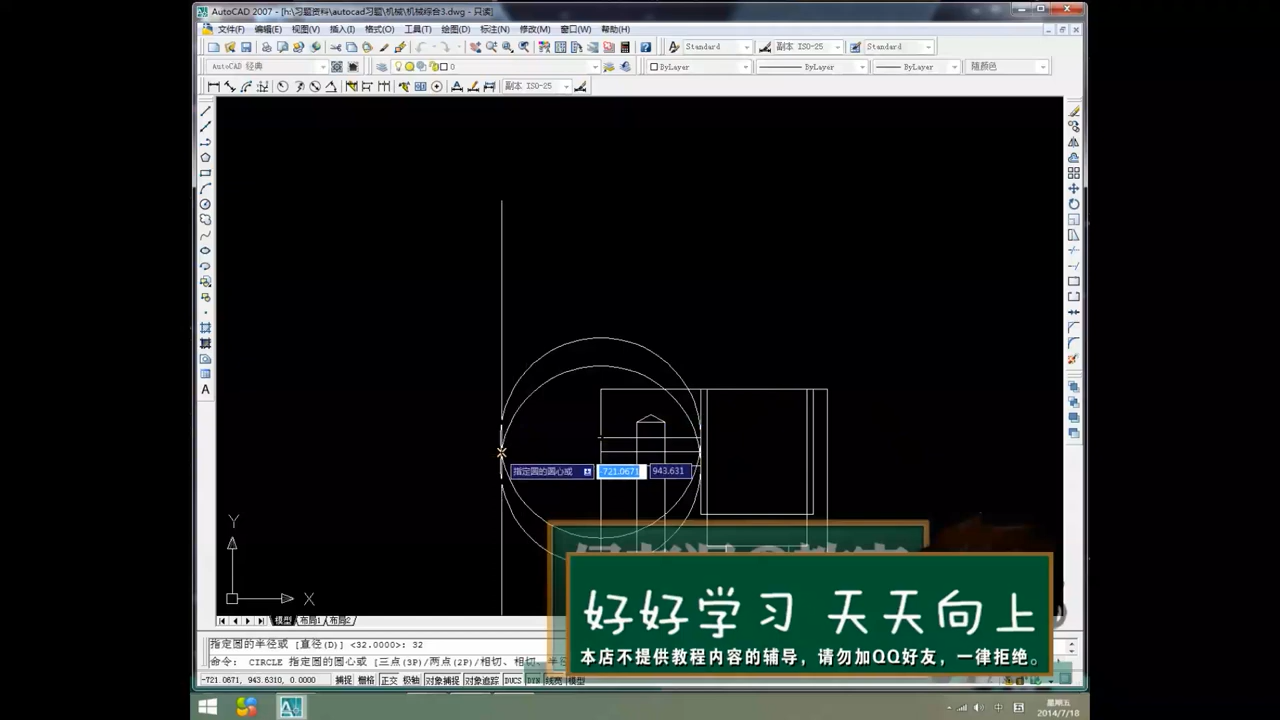 AutoCAD 2007 - [h:\习题资料\autocad习题\机械\机械综合3.dwg - 只读]
文件(F) 编辑(E) 视图(V) 插入(I) 格式(O) 工具(T) 绘图(D) 标注(N) 修改(M) 窗口(W) 帮助(H)
Standard 副本 ISO-25 Standard
AutoCAD 经典 0 ByLayer ByLayer ByLayer 随颜色
副本 ISO-25
A
指定圆的圆心或 -721.0671 943.631
Y
X
好好学习 天天向上
本店不提供教程内容的辅导，请勿加QQ好友，一律拒绝。
模型 布局1 布局2
指定圆的半径或 [直径(D)] <32.0000>: 32
命令: CIRCLE 指定圆的圆心或 [三点(3P)/两点(2P)/相切、相切、半
-721.0671, 943.6310, 0.0000 捕捉 栅格 正交 极轴 对象捕捉 对象追踪 DUCS DYN 线宽 模型
中 五 星期五
2014/7/18